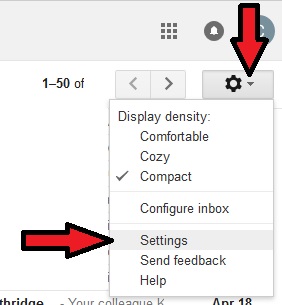 C
1–50 of
Display density:
Comfortable
Cozy
Compact
Configure inbox
Settings
Send feedback
Help
thridge - Your colleague K Apr 18